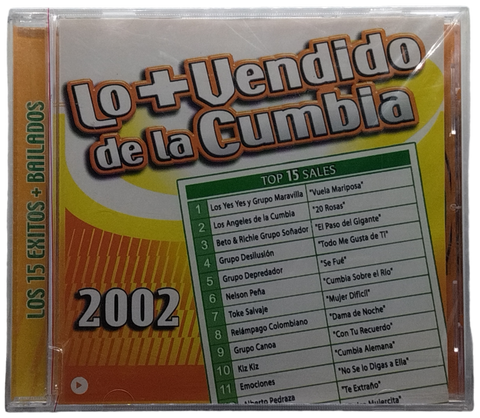 LOS 15 EXITOS + BAILADOS
Lo + Vendido
de la Cumbia
TOP 15 SALES
1 Los Yes Yes y Grupo Maravilla "Vuela Mariposa"
2 Los Angeles de la Cumbia "20 Rosas"
3 Beto & Richie Grupo Soñador "El Paso del Gigante"
4 Grupo Desilusión "Todo Me Gusta de Ti"
5 Grupo Depredador "Se Fué"
6 Nelson Peña "Cumbia Sobre el Río"
7 Toke Salvaje "Mujer Difícil"
8 Relámpago Colombiano "Dama de Noche"
9 Grupo Canoa "Con Tu Recuerdo"
10 Kiz Kiz "Cumbia Alemana"
11 Emociones "No Se lo Digas a Ella"
Alberto Pedraza "Te Extraño"
2002